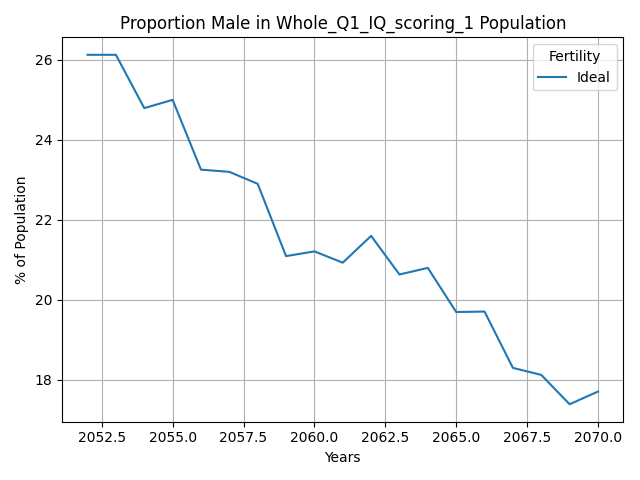 Proportion Male in Whole_Q1_IQ_scoring_1 Population
Fertility
Ideal
26
24
22
20
18
% of Population
2052.5 2055.0 2057.5 2060.0 2062.5 2065.0 2067.5 2070.0
Years